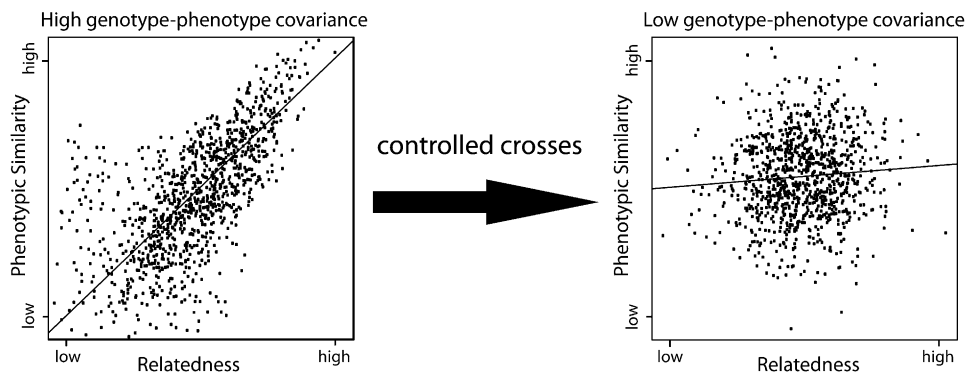 High genotype-phenotype covariance
high
Phenotypic Similarity
low
low
high
Relatedness
controlled crosses
Low genotype-phenotype covariance
high
Phenotypic Similarity
low
low
high
Relatedness